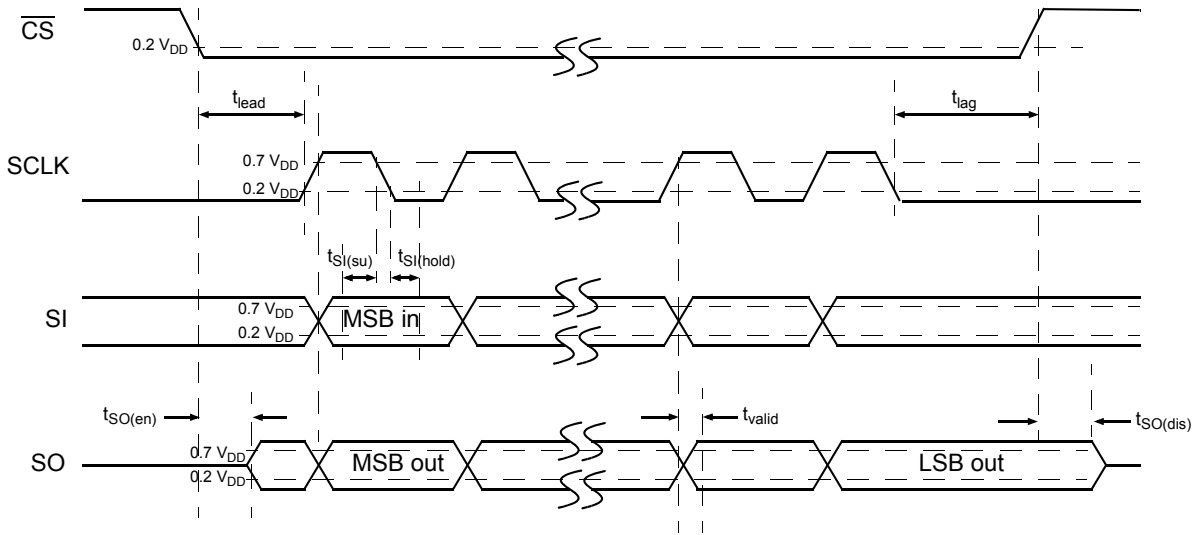 CS
0.2 VDD
tlead
tlag
SCLK
0.7 VDD
0.2 VDD
tSI(su)
tSI(hold)
SI
0.7 VDD
0.2 VDD
MSB in
tSO(en)
tvalid
tSO(dis)
SO
0.7 VDD
0.2 VDD
MSB out
LSB out